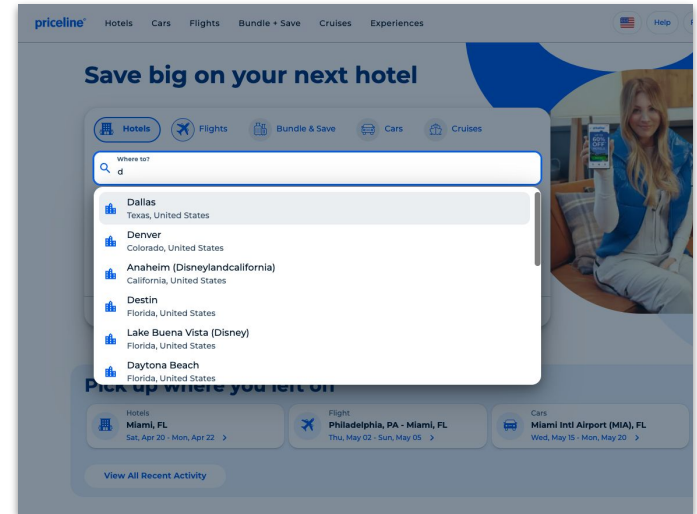 priceline®
Hotels Cars Flights Bundle + Save Cruises Experiences
Help
Save big on your next hotel
Hotels Flights Bundle & Save Cars Cruises
Where to?
d
Dallas
Texas, United States
Denver
Colorado, United States
Anaheim (Disneylandcalifornia)
California, United States
Destin
Florida, United States
Lake Buena Vista (Disney)
Florida, United States
Daytona Beach
Florida, United States
Pick up where you left on
Hotels
Miami, FL
Sat, Apr 20 - Mon, Apr 22 >
Flight
Philadelphia, PA - Miami, FL
Thu, May 02 - Sun, May 05 >
Cars
Miami Intl Airport (MIA), FL
Wed, May 15 - Mon, May 20 >
View All Recent Activity